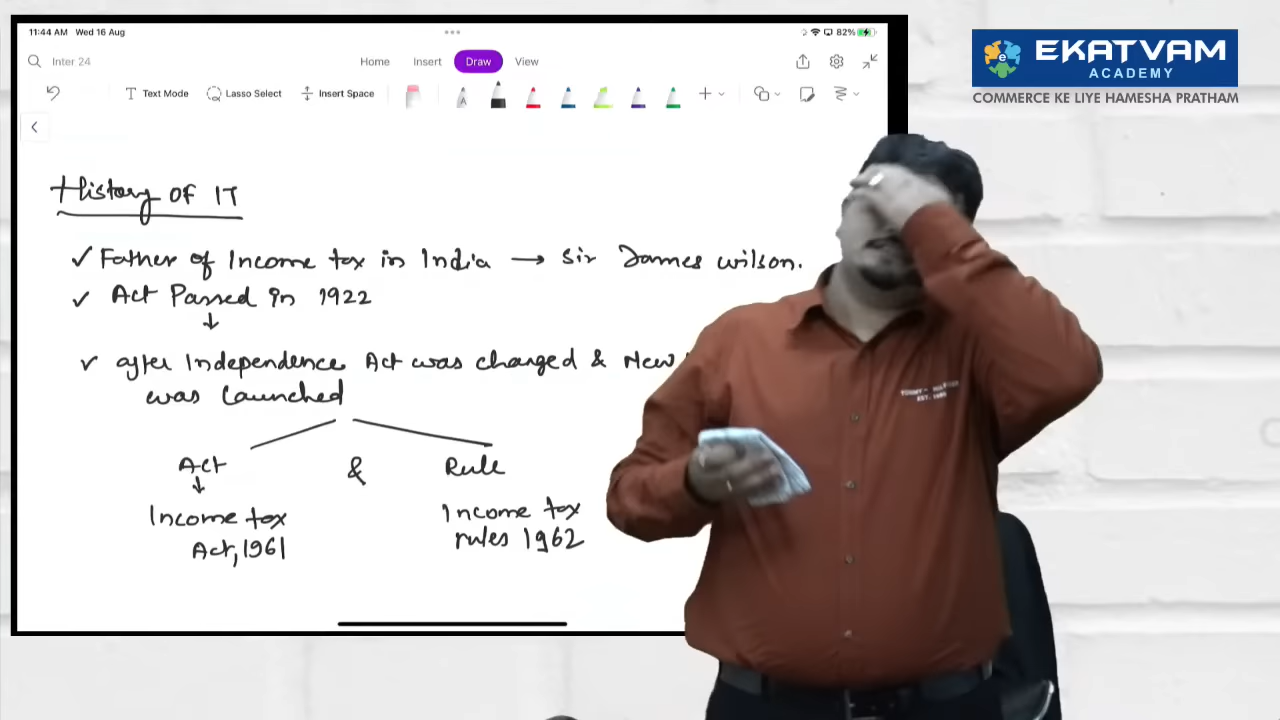 11:44 AM Wed 16 Aug
82%
Inter 24
Home Insert Draw View
Text Mode Lasso Select Insert Space
EKATVAM
ACADEMY
COMMERCE KE LIYE HAMESHA PRATHAM
History of IT
Father of Income tax in India → Sir James Wilson.
Act Passed in 1922
after Independence Act was changed & New
was launched
Act & Rule
Income tax Income tax
Act, 1961 rules 1962